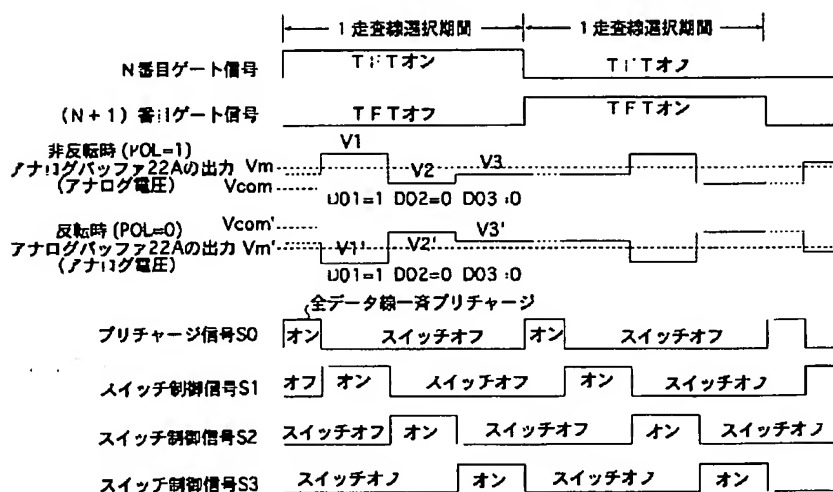 1走査線選択期間 1走査線選択期間
N番目ゲート信号 TFTオン TFTオフ
(N+1)番目ゲート信号 TFTオフ TFTオン
非反転時(POL=1)
アナログバッファ22Aの出力 Vm
(アナログ電圧) Vcom
V1 V2 V3
D01=1 D02=0 D03=0
反転時(POL=0) Vcom'
アナログバッファ22Aの出力 Vm'
(アナログ電圧)
V1' V2' V3'
D01=1 D02=0 D03=0
全データ線一斉プリチャージ
プリチャージ信号S0 オン スイッチオフ オン スイッチオフ
スイッチ制御信号S1 オフ オン スイッチオフ オン スイッチオフ
スイッチ制御信号S2 スイッチオフ オン スイッチオフ オン スイッチオフ
スイッチ制御信号S3 スイッチオフ オン スイッチオフ オン